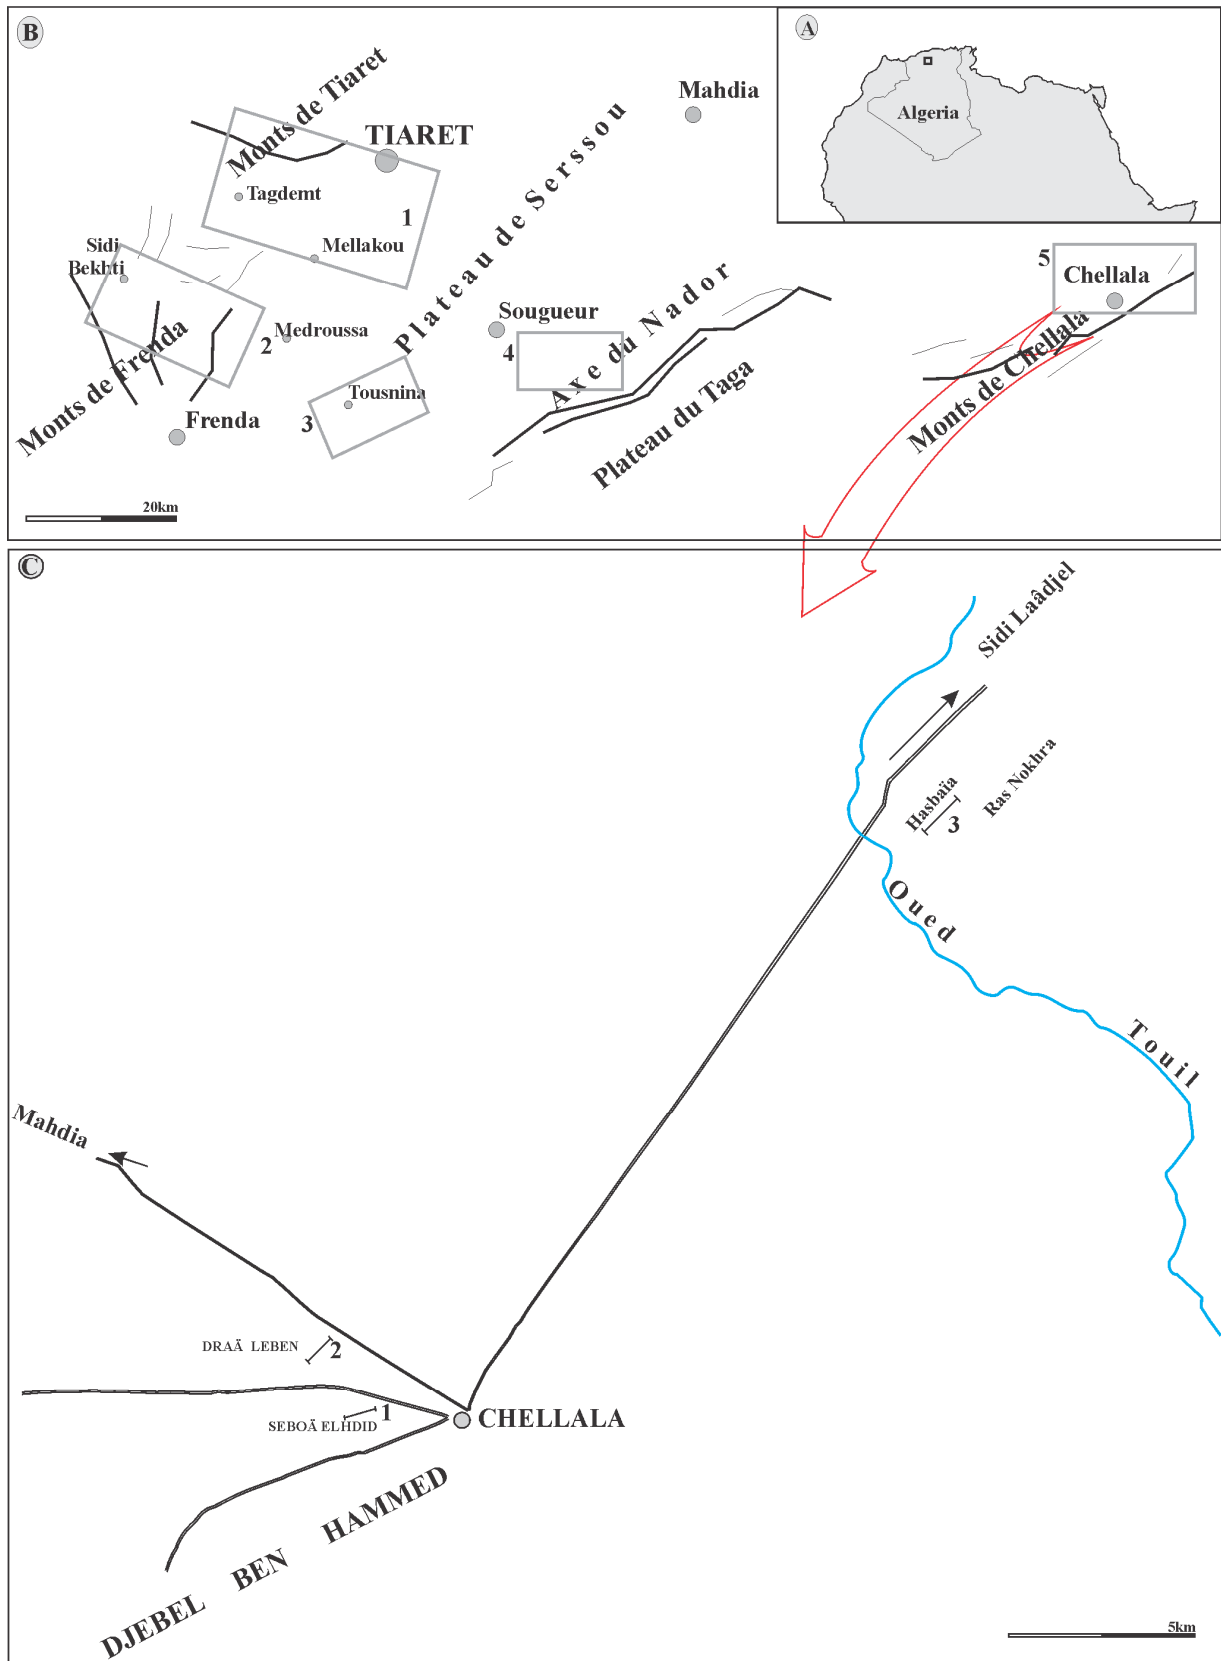 B
A
Algeria
Monts de Tiaret
TIARET
Mahdia
Tagdemt
1
Mellakou
Plateau de Serssou
Sidi
Bekhti
2
Medroussa
Monts de Frenda
Frenda
3
Tousnina
Sougueur
4
Axe du Nador
Plateau du Taga
5
Chellala
Monts de Chellala
20km
C
Sidi Laâdjel
Hasbaïa
3
Ras Nokhra
Oued
Touil
Mahdia
DRAÄ LEBEN
2
1
SEBOÄ ELHDID
CHELLALA
DJEBEL BEN HAMMED
5km